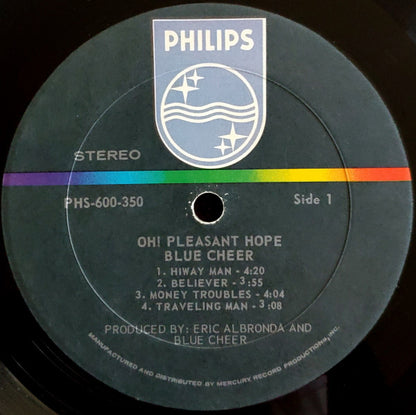 PHILIPS
STEREO
PHS-600-350 Side 1
OH! PLEASANT HOPE
BLUE CHEER
1. HIWAY MAN - 4:20
2. BELIEVER - 3:55
3. MONEY TROUBLES - 4:04
4. TRAVELING MAN - 3:08
PRODUCED BY: ERIC ALBRONDA AND
BLUE CHEER
MANUFACTURED AND DISTRIBUTED BY MERCURY RECORD PRODUCTIONS, INC.